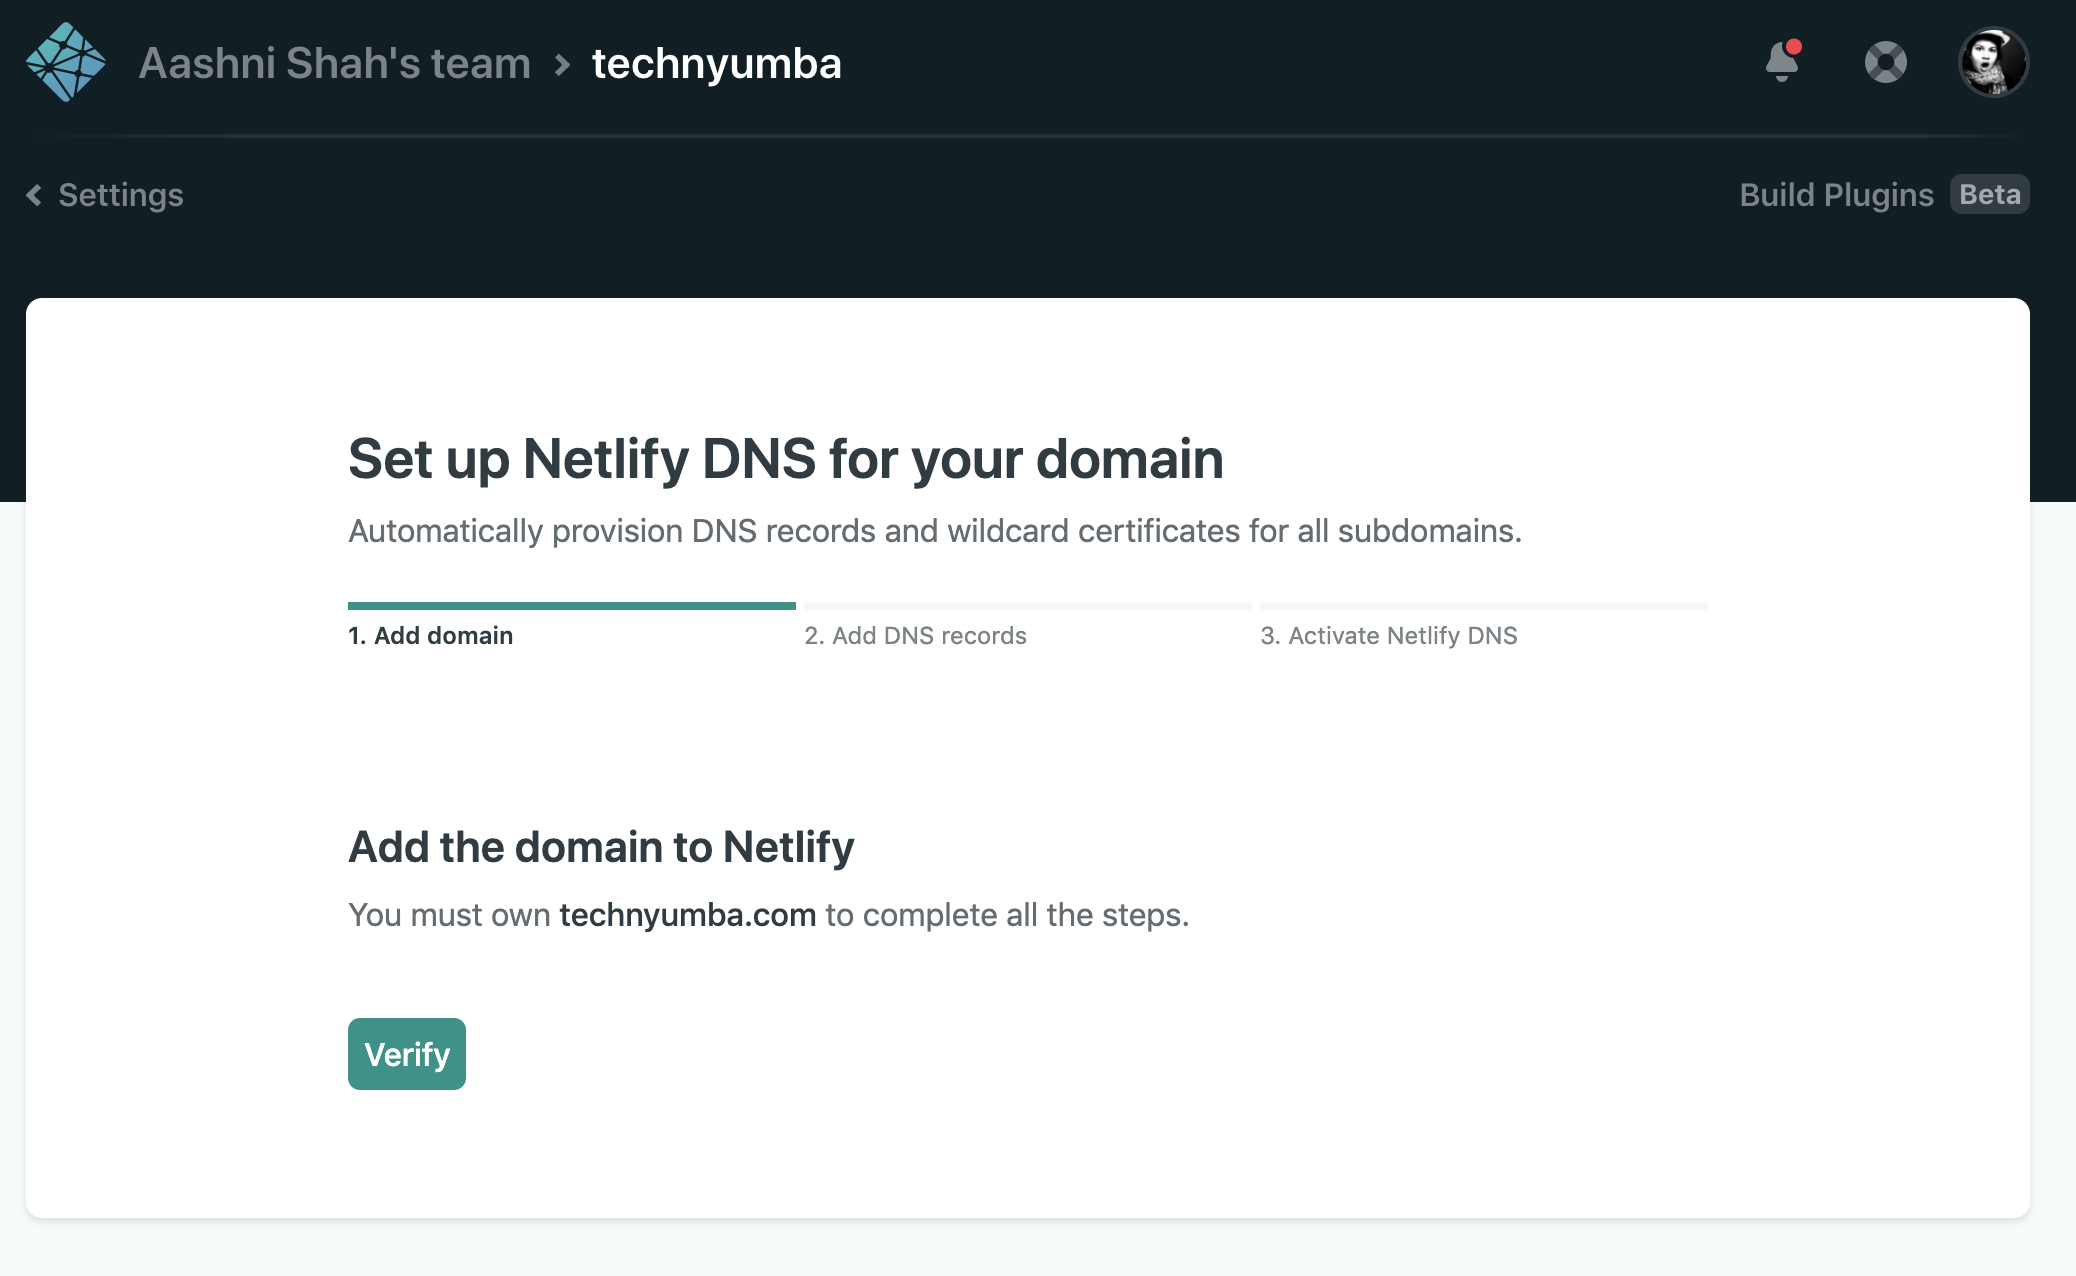 Aashni Shah's team > technyumba
Settings
Build Plugins Beta
Set up Netlify DNS for your domain
Automatically provision DNS records and wildcard certificates for all subdomains.
1. Add domain
2. Add DNS records
3. Activate Netlify DNS
Add the domain to Netlify
You must own technyumba.com to complete all the steps.
Verify